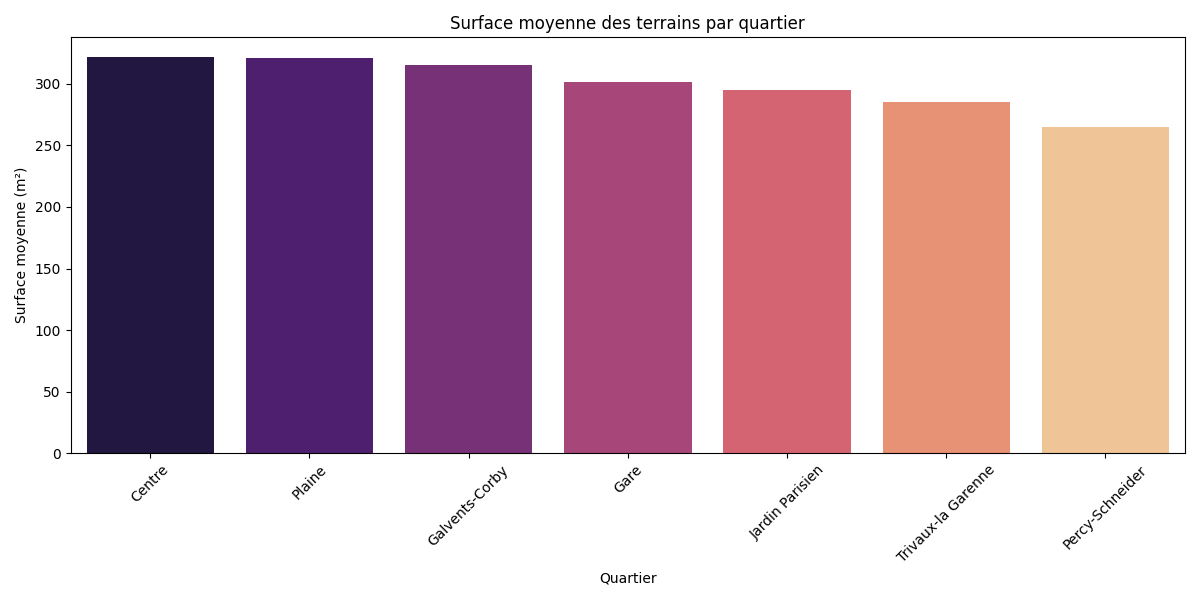 Surface moyenne des terrains par quartier
Surface moyenne (m²)
300
250
200
150
100
50
0
Centre
Plaine
Galvents-Corby
Gare
Jardin Parisien
Trivaux-la Garenne
Percy-Schneider
Quartier